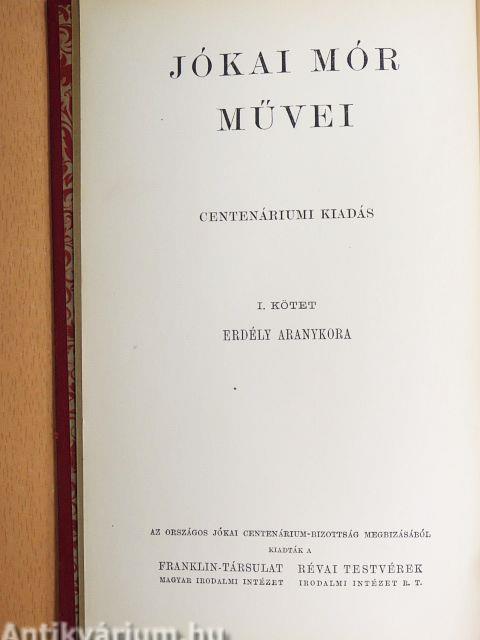 JÓKAI MÓR
MŰVEI
CENTENÁRIUMI KIADÁS
I. KÖTET
ERDÉLY ARANYKORA
AZ ORSZÁGOS JÓKAI CENTENÁRIUM-BIZOTTSÁG MEGBIZÁSÁBÓL
KIADTÁK A
FRANKLIN-TÁRSULAT RÉVAI TESTVÉREK
MAGYAR IRODALMI INTÉZET IRODALMI INTÉZET R. T.
Antikvárium.hu